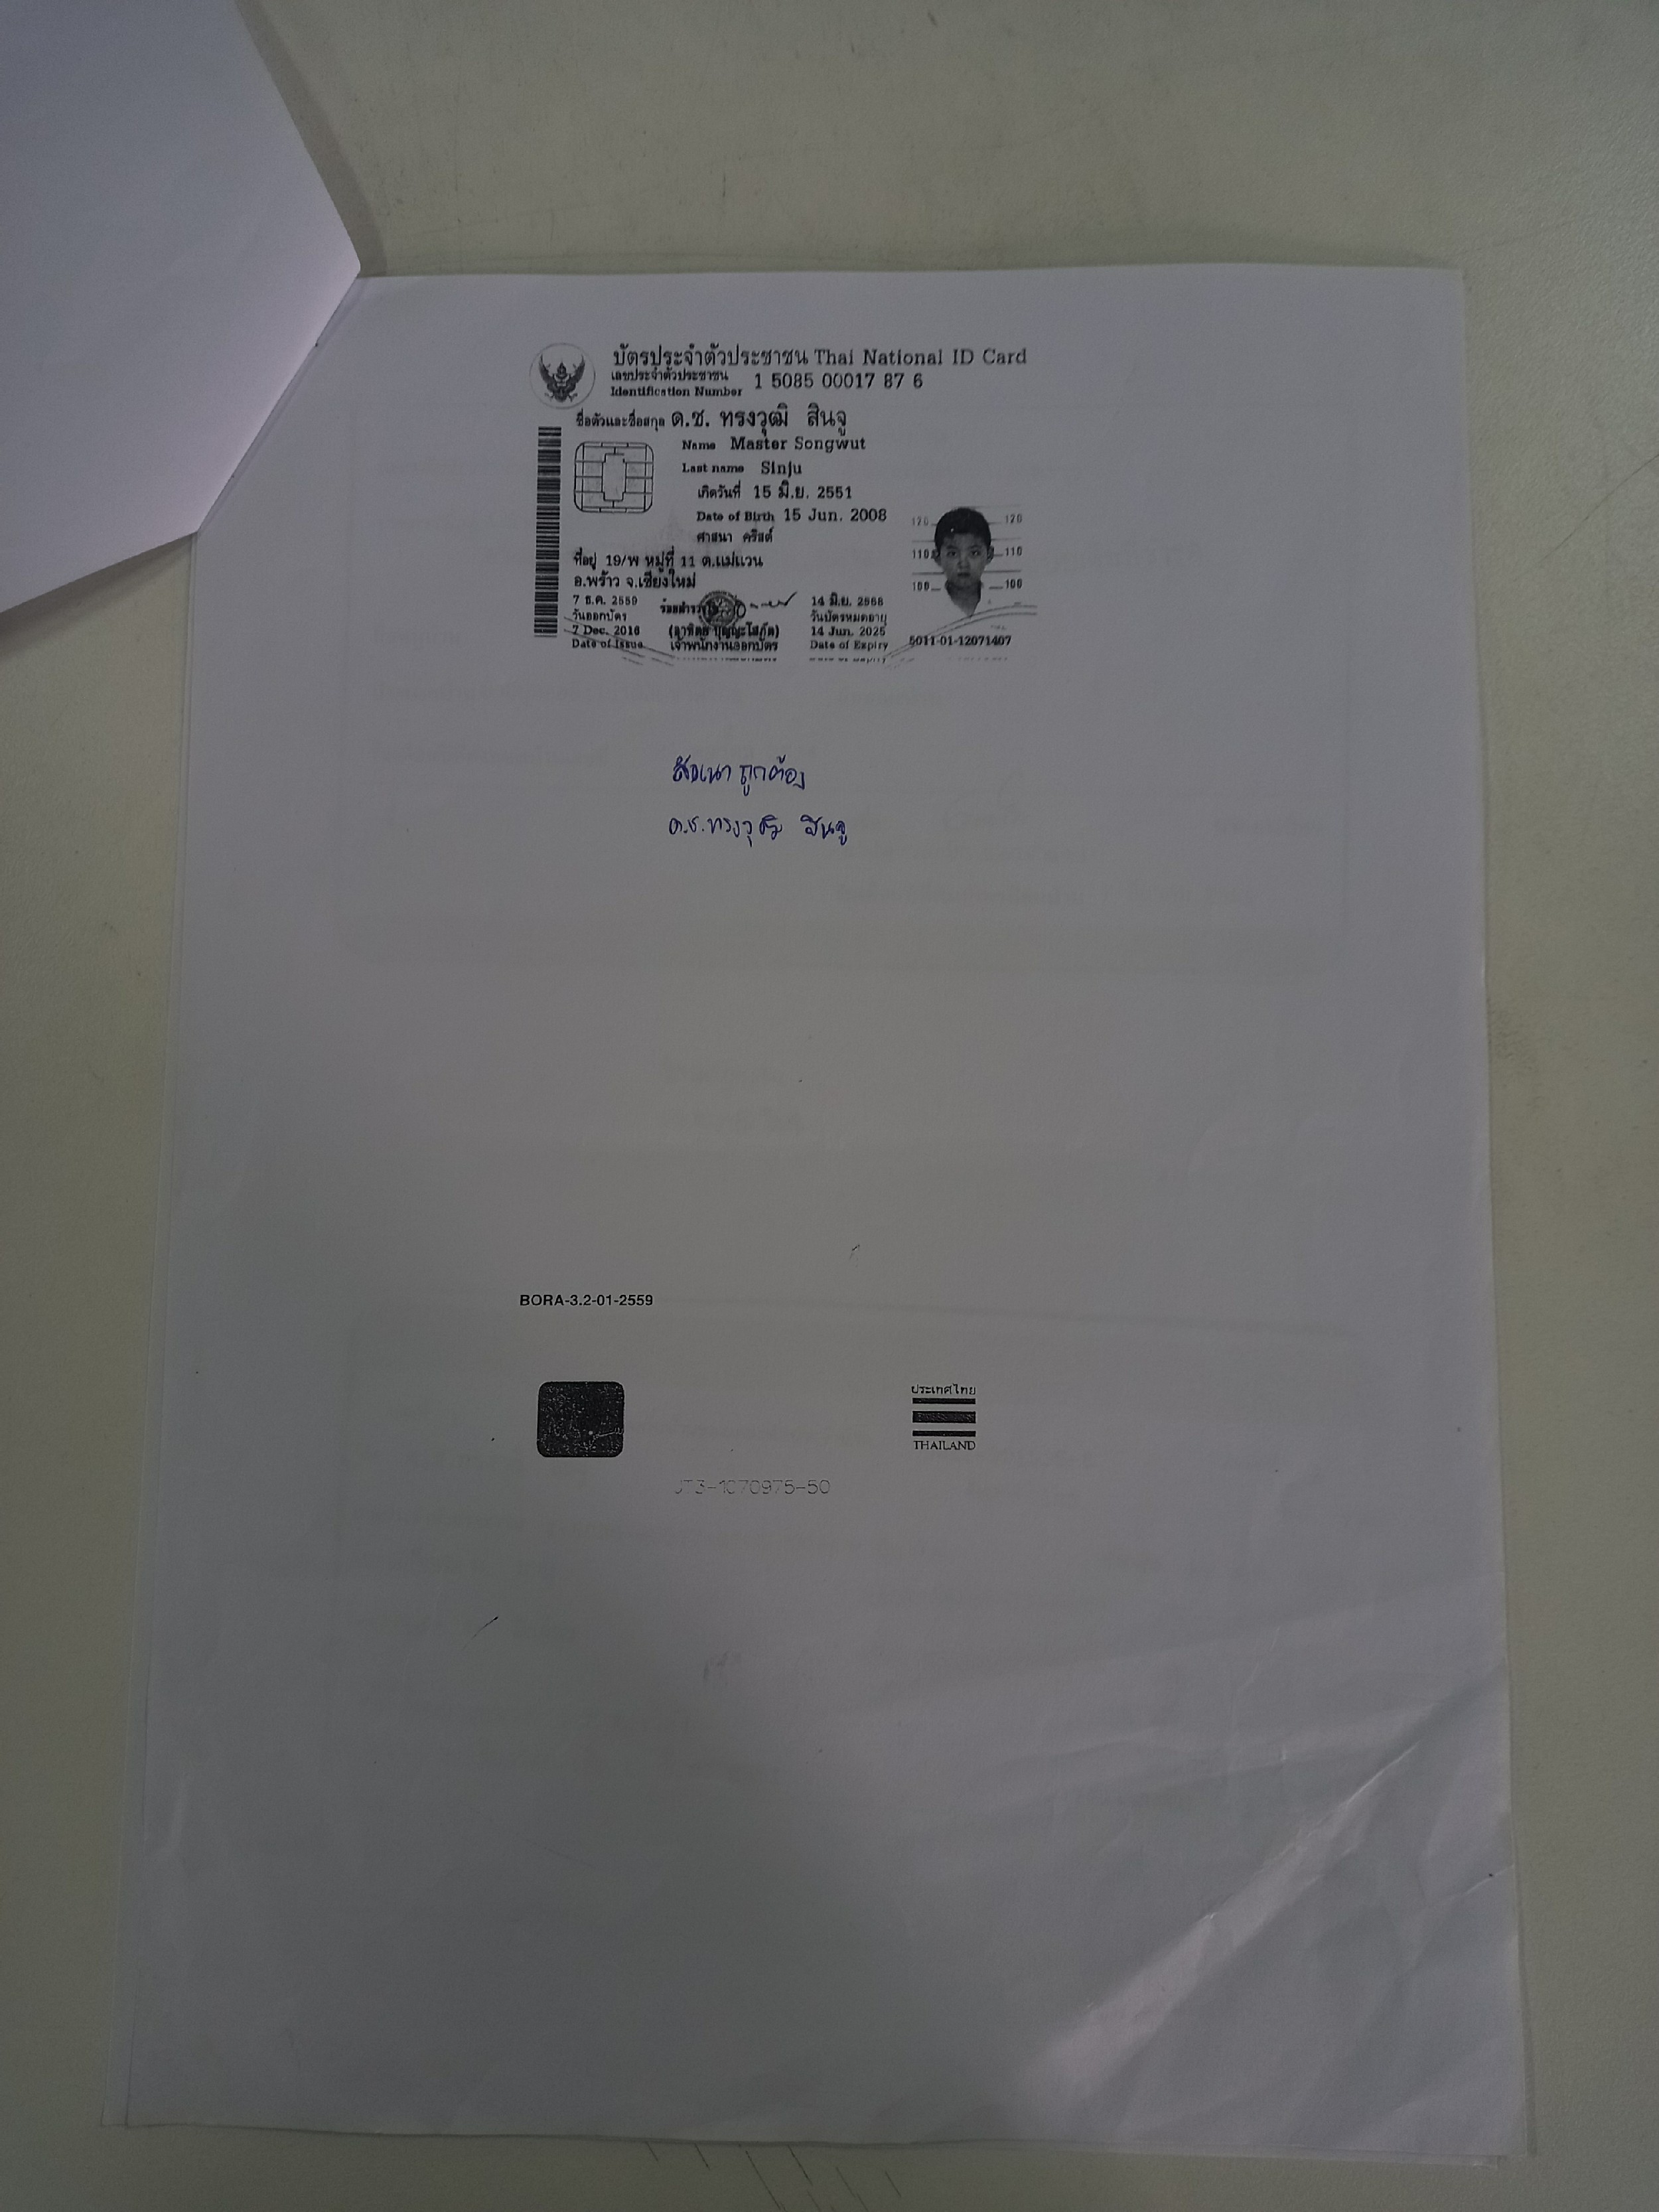 บัตรประจำตัวประชาชน Thai National ID Card
เลขประจำตัวประชาชน
Identification Number 1 5085 00017 87 6
ชื่อตัวและชื่อสกุล ด.ช. ทรงวุฒิ สินจู
Name Master Songwut
Last name Sinju
เกิดวันที่ 15 มิ.ย. 2551
Date of Birth 15 Jun. 2008
ศาสนา คริสต์
ที่อยู่ 19/พ หมู่ที่ 11 ต.แม่แวน
อ.พร้าว จ.เชียงใหม่
120 120
110 110
100 100
7 ธ.ค. 2559
วันออกบัตร
7 Dec. 2016
Date of Issue
(อาทิตย์ บุญญะโสภัต)
เจ้าพนักงานออกบัตร
14 มิ.ย. 2568
วันบัตรหมดอายุ
14 Jun. 2025
Date of Expiry
5011-01-12071407
สำเนาถูกต้อง
ด.ช.ทรงวุฒิ สินจู
BORA-3.2-01-2559
ประเทศไทย
THAILAND
JT3-1070975-50